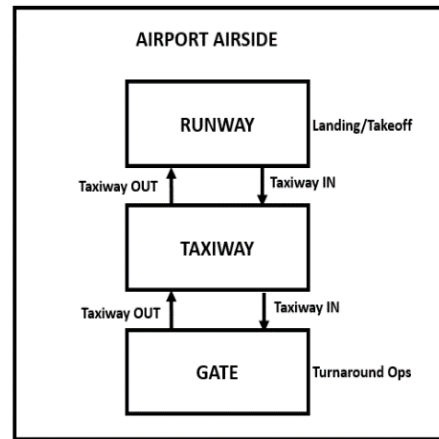 AIRPORT AIRSIDE
RUNWAY
Landing/Takeoff
Taxiway OUT
Taxiway IN
TAXIWAY
Taxiway OUT
Taxiway IN
GATE
Turnaround Ops